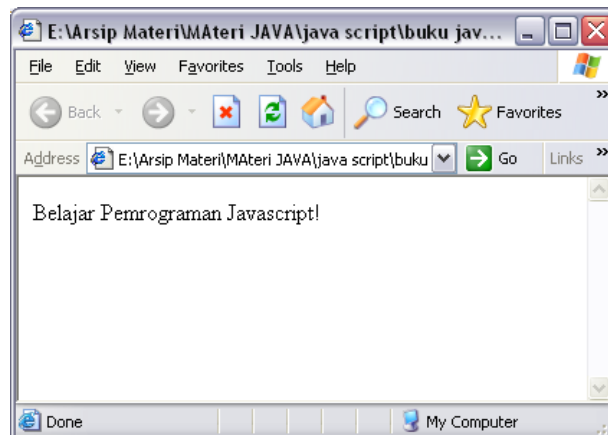 E:\Arsip Materi\MAteri JAVA\java script\buku jav...
File Edit View Favorites Tools Help
Back Search Favorites »
Address E:\Arsip Materi\MAteri JAVA\java script\buku Go Links »
Belajar Pemrograman Javascript!
Done My Computer